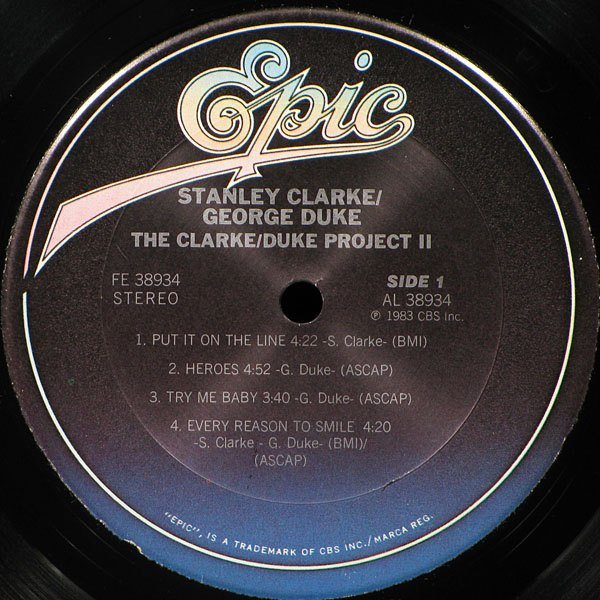 Epic
STANLEY CLARKE/
GEORGE DUKE
THE CLARKE/DUKE PROJECT II
FE 38934
STEREO
SIDE 1
AL 38934
℗ 1983 CBS Inc.
1. PUT IT ON THE LINE 4:22 -S. Clarke- (BMI)
2. HEROES 4:52 -G. Duke- (ASCAP)
3. TRY ME BABY 3:40 -G. Duke- (ASCAP)
4. EVERY REASON TO SMILE 4:20
-S. Clarke - G. Duke- (BMI)/
(ASCAP)
"EPIC", IS A TRADEMARK OF CBS INC./MARCA REG.